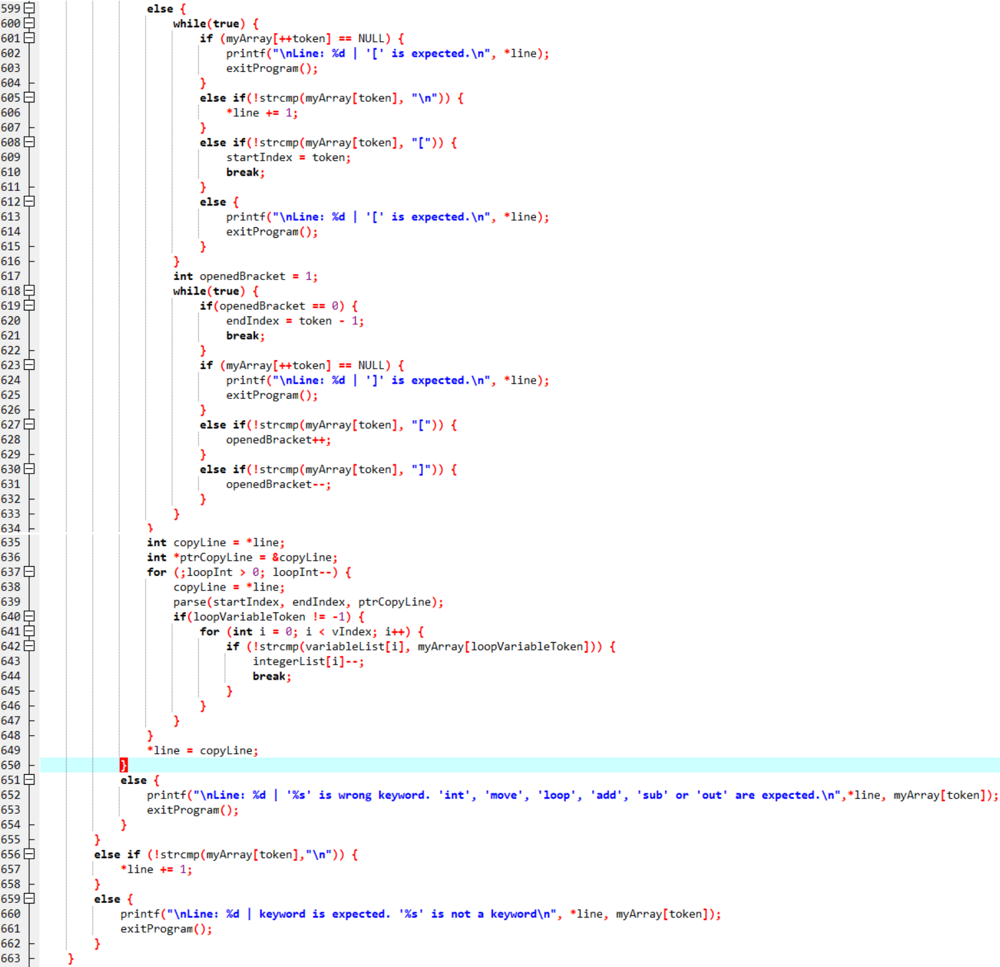 599 else {
600 while(true) {
601 if (myArray[++token] == NULL) {
602 printf("\nLine: %d | '[' is expected.\n", *line);
603 exitProgram();
604 }
605 else if(!strcmp(myArray[token], "\n")) {
606 *line += 1;
607 }
608 else if(!strcmp(myArray[token], "[")) {
609 startIndex = token;
610 break;
611 }
612 else {
613 printf("\nLine: %d | '[' is expected.\n", *line);
614 exitProgram();
615 }
616 }
617 int openedBracket = 1;
618 while(true) {
619 if(openedBracket == 0) {
620 endIndex = token - 1;
621 break;
622 }
623 if (myArray[++token] == NULL) {
624 printf("\nLine: %d | ']' is expected.\n", *line);
625 exitProgram();
626 }
627 else if(!strcmp(myArray[token], "[")) {
628 openedBracket++;
629 }
630 else if(!strcmp(myArray[token], "]")) {
631 openedBracket--;
632 }
633 }
634 }
635 int copyLine = *line;
636 int *ptrCopyLine = &copyLine;
637 for (;loopInt > 0; loopInt--) {
638 copyLine = *line;
639 parse(startIndex, endIndex, ptrCopyLine);
640 if(loopVariableToken != -1) {
641 for (int i = 0; i < vIndex; i++) {
642 if (!strcmp(variableList[i], myArray[loopVariableToken])) {
643 integerList[i]--;
644 break;
645 }
646 }
647 }
648 }
649 *line = copyLine;
650 }
651 else {
652 printf("\nLine: %d | '%s' is wrong keyword. 'int', 'move', 'loop', 'add', 'sub' or 'out' are expected.\n",*line, myArray[token]);
653 exitProgram();
654 }
655 }
656 else if (!strcmp(myArray[token],"\n")) {
657 *line += 1;
658 }
659 else {
660 printf("\nLine: %d | keyword is expected. '%s' is not a keyword\n", *line, myArray[token]);
661 exitProgram();
662 }
663 }